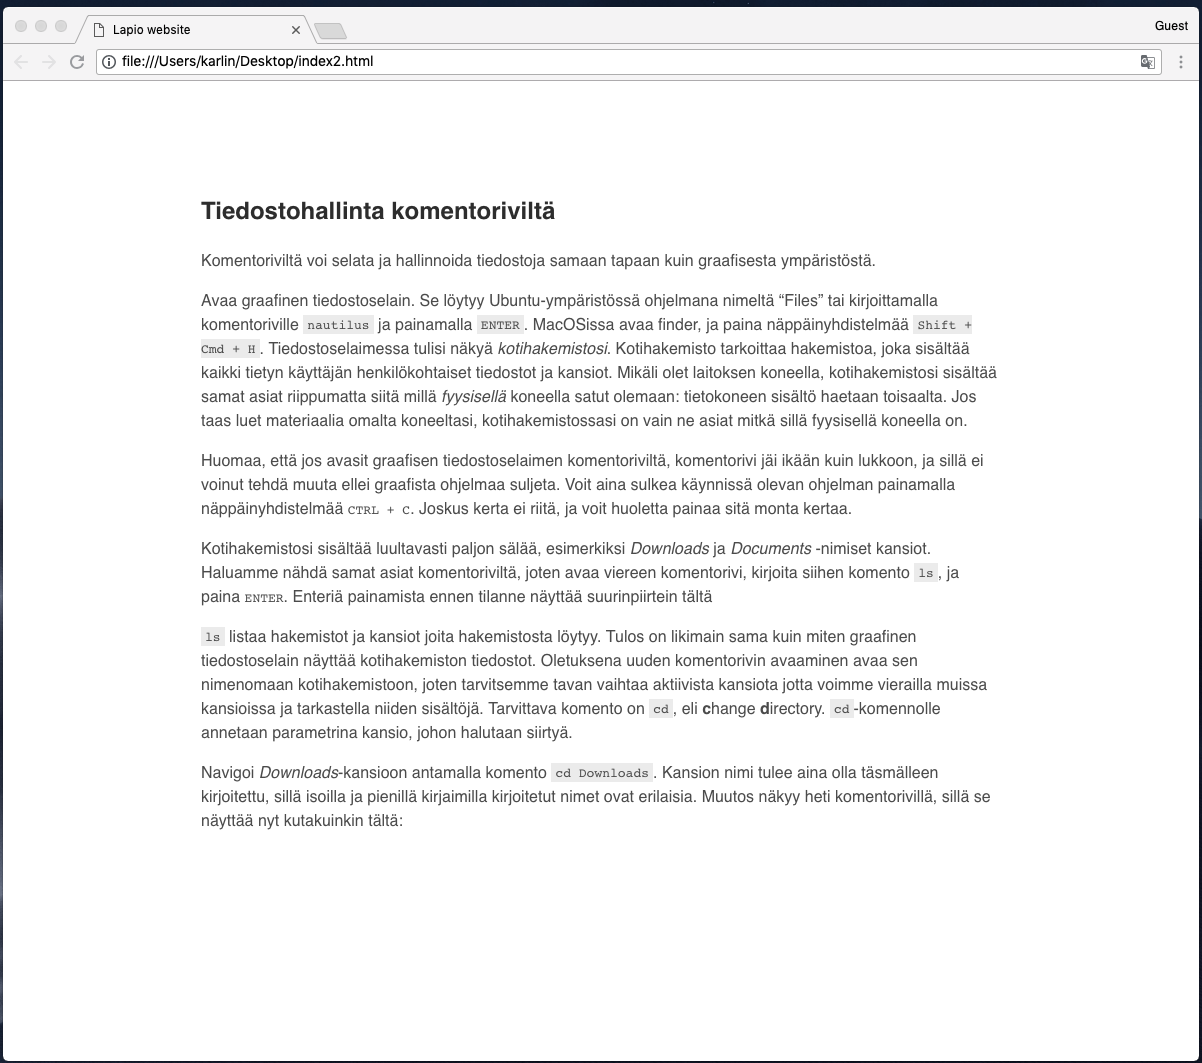 Lapio website
Guest
file:///Users/karlin/Desktop/index2.html
Tiedostohallinta komentoriviltä
Komentoriviltä voi selata ja hallinnoida tiedostoja samaan tapaan kuin graafisesta ympäristöstä.
Avaa graafinen tiedostoselain. Se löytyy Ubuntu-ympäristössä ohjelmana nimeltä “Files” tai kirjoittamalla
komentoriville nautilus ja painamalla ENTER. MacOSissa avaa finder, ja paina näppäinyhdistelmää Shift +
Cmd + H. Tiedostoselaimessa tulisi näkyä kotihakemistosi. Kotihakemisto tarkoittaa hakemistoa, joka sisältää
kaikki tietyn käyttäjän henkilökohtaiset tiedostot ja kansiot. Mikäli olet laitoksen koneella, kotihakemistosi sisältää
samat asiat riippumatta siitä millä fyysisellä koneella satut olemaan: tietokoneen sisältö haetaan toisaalta. Jos
taas luet materiaalia omalta koneeltasi, kotihakemistossasi on vain ne asiat mitkä sillä fyysisellä koneella on.
Huomaa, että jos avasit graafisen tiedostoselaimen komentoriviltä, komentorivi jäi ikään kuin lukkoon, ja sillä ei
voinut tehdä muuta ellei graafista ohjelmaa suljeta. Voit aina sulkea käynnissä olevan ohjelman painamalla
näppäinyhdistelmää CTRL + C. Joskus kerta ei riitä, ja voit huoletta painaa sitä monta kertaa.
Kotihakemistosi sisältää luultavasti paljon sälää, esimerkiksi Downloads ja Documents -nimiset kansiot.
Haluamme nähdä samat asiat komentoriviltä, joten avaa viereen komentorivi, kirjoita siihen komento ls, ja
paina ENTER. Enteriä painamista ennen tilanne näyttää suurinpiirtein tältä
ls listaa hakemistot ja kansiot joita hakemistosta löytyy. Tulos on likimain sama kuin miten graafinen
tiedostoselain näyttää kotihakemiston tiedostot. Oletuksena uuden komentorivin avaaminen avaa sen
nimenomaan kotihakemistoon, joten tarvitsemme tavan vaihtaa aktiivista kansiota jotta voimme vierailla muissa
kansioissa ja tarkastella niiden sisältöjä. Tarvittava komento on cd, eli change directory. cd-komennolle
annetaan parametrina kansio, johon halutaan siirtyä.
Navigoi Downloads-kansioon antamalla komento cd Downloads. Kansion nimi tulee aina olla täsmälleen
kirjoitettu, sillä isoilla ja pienillä kirjaimilla kirjoitetut nimet ovat erilaisia. Muutos näkyy heti komentorivillä, sillä se
näyttää nyt kutakuinkin tältä: